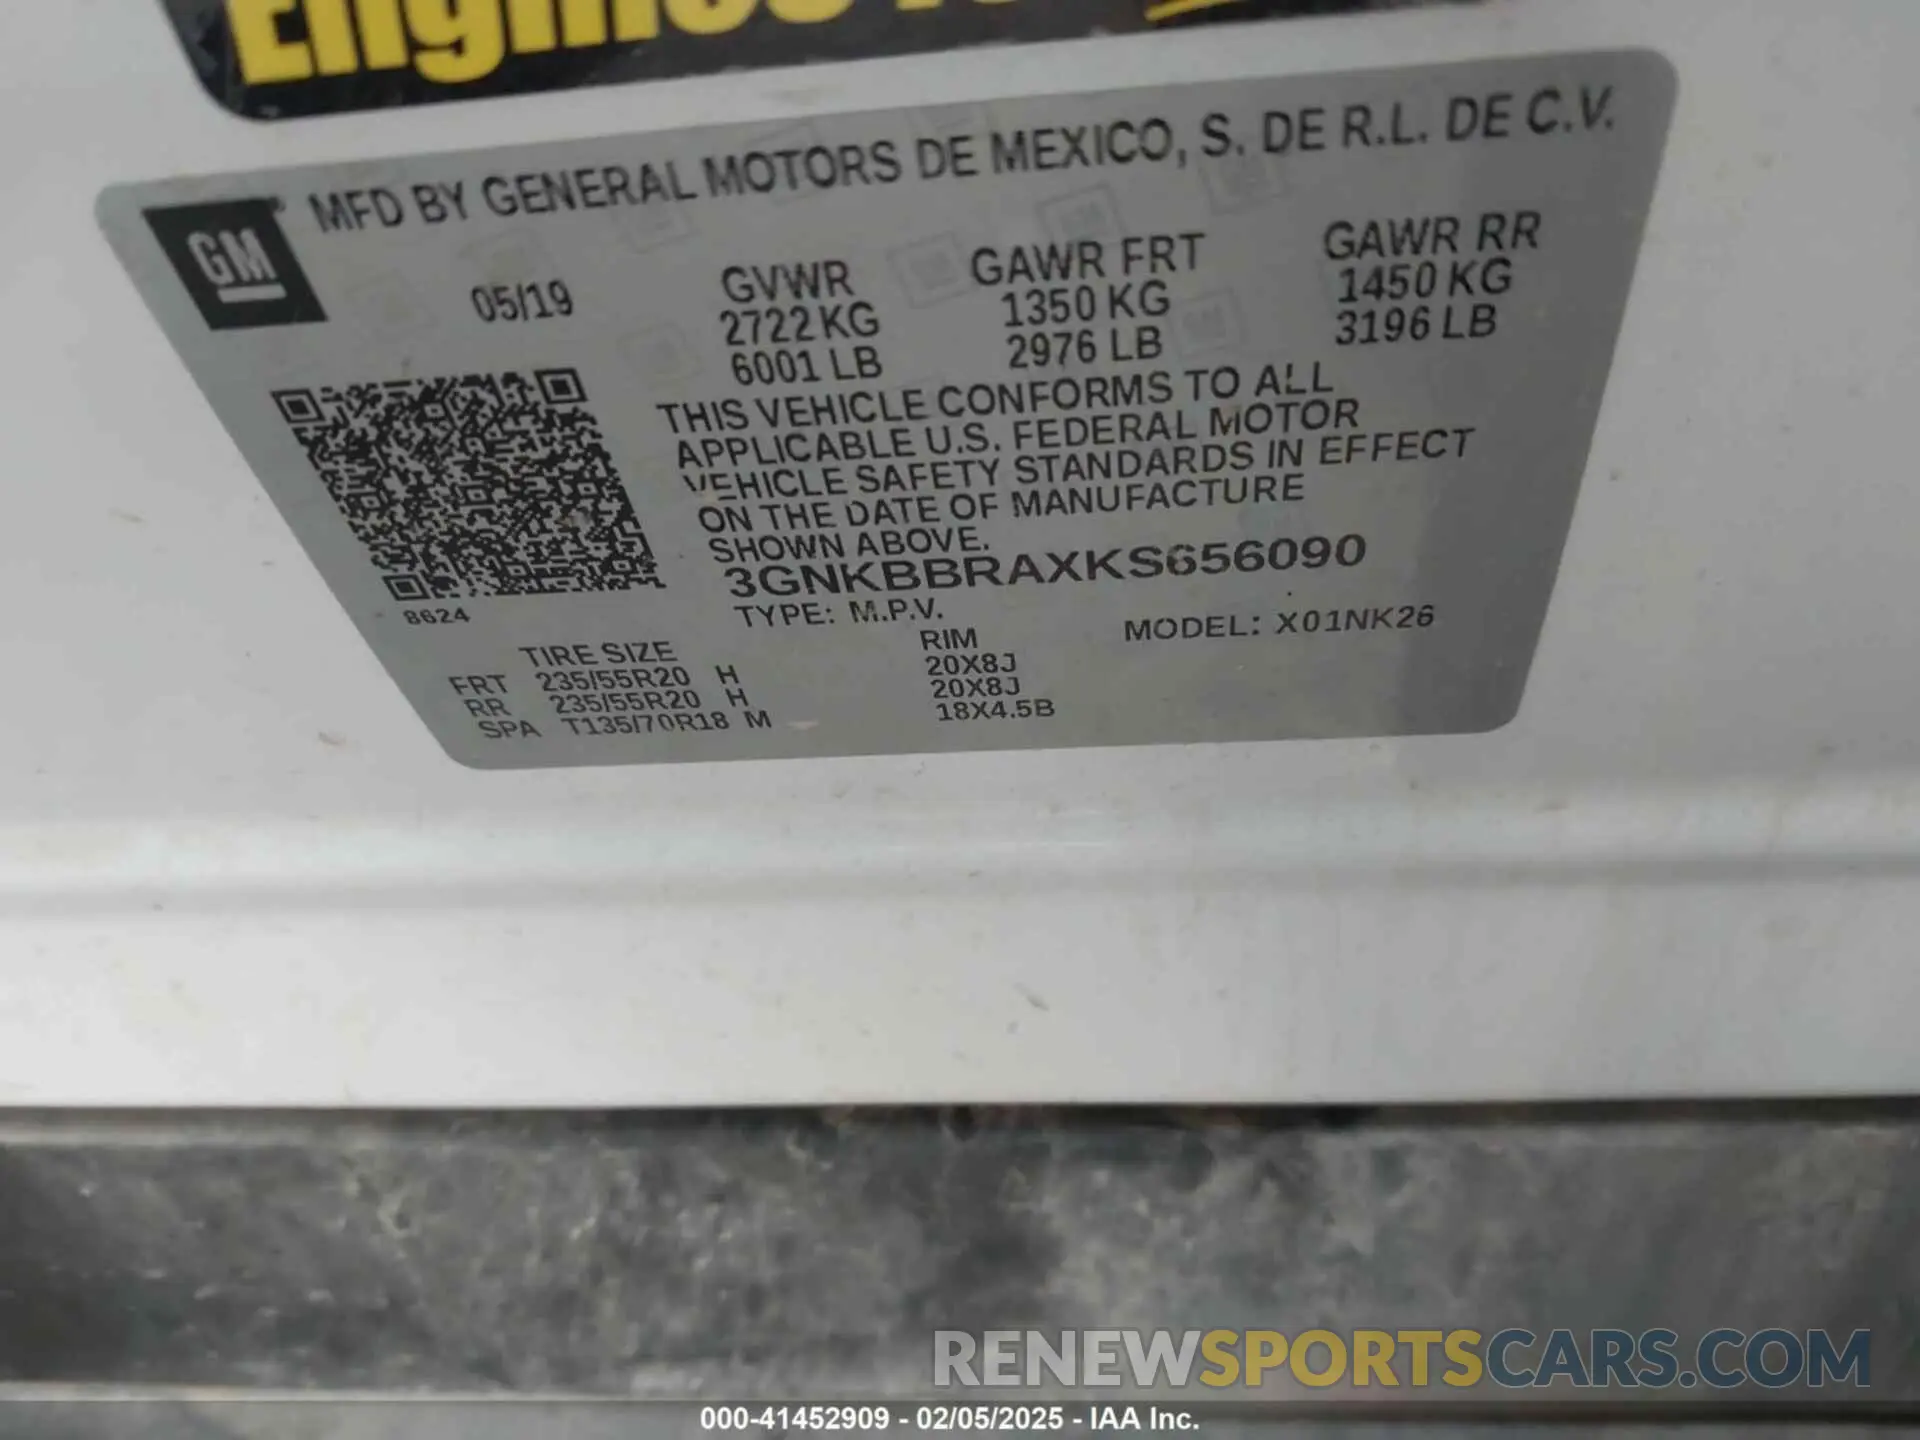 MFD BY GENERAL MOTORS DE MEXICO, S. DE R.L. DE C.V.
GM
05/19
GVWR
2722 KG
6001 LB
GAWR FRT
1350 KG
2976 LB
GAWR RR
1450 KG
3196 LB
THIS VEHICLE CONFORMS TO ALL
APPLICABLE U.S. FEDERAL MOTOR
VEHICLE SAFETY STANDARDS IN EFFECT
ON THE DATE OF MANUFACTURE
SHOWN ABOVE.
3GNKBBRAXKS656090
8624
TYPE: M.P.V.
MODEL: X01NK26
TIRE SIZE RIM
FRT 235/55R20 H 20X8J
RR 235/55R20 H 20X8J
SPA T135/70R18 M 18X4.5B
RENEWSPORTSCARS.COM
000-41452909 - 02/05/2025 - IAA Inc.